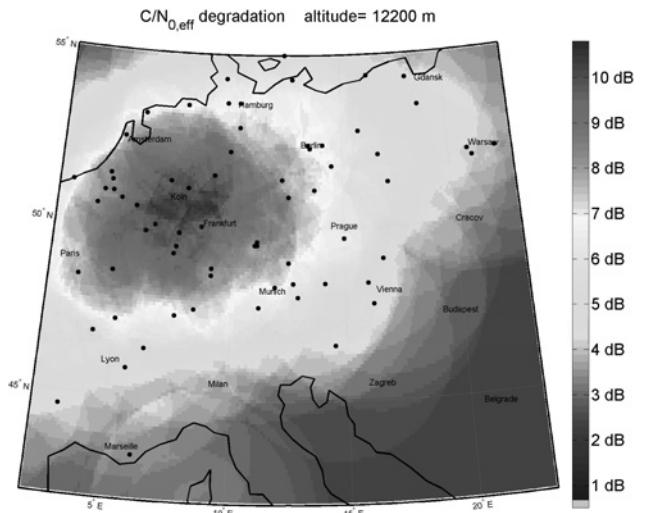 C/N0,eff degradation altitude= 12200 m
55° N
Gdansk
10 dB
Hamburg
9 dB
Amsterdam
Berlin
Warsaw
8 dB
Koln
50° N
Frankfurt
Cracov
7 dB
Prague
Paris
6 dB
Munich
Vienna
Budapest
5 dB
Lyon
4 dB
45° N
Milan
Zagreb
Belgrade
3 dB
Marseille
2 dB
1 dB
5° E
10° E
15° E
20° E